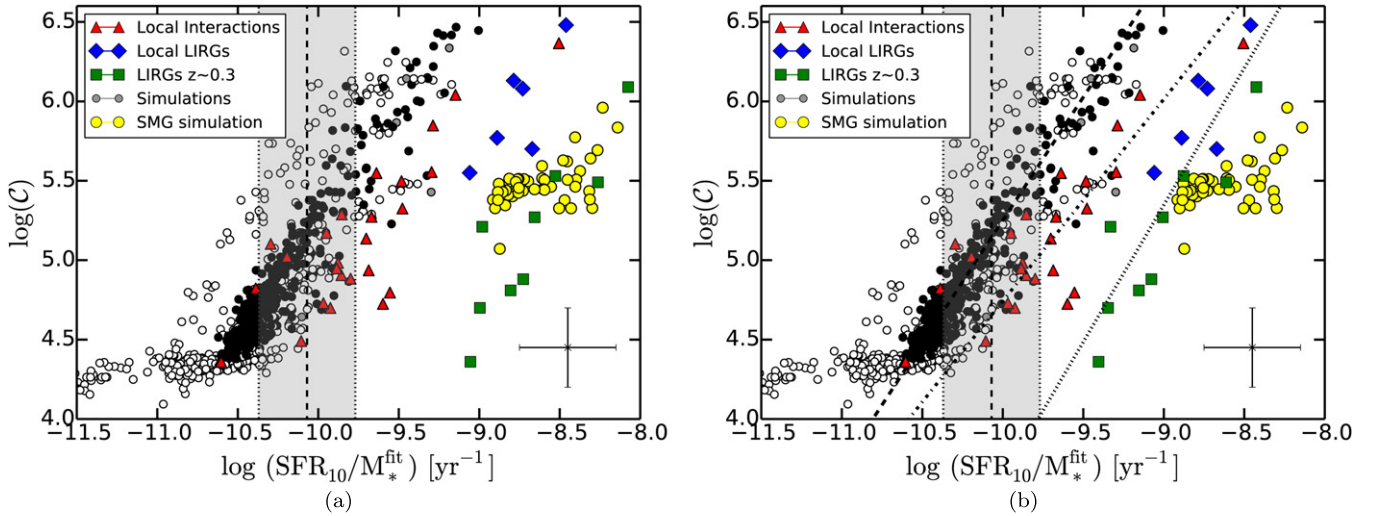 6.5
6.0
5.5
5.0
4.5
4.0
log(𝒞)
Local Interactions
Local LIRGs
LIRGs z~0.3
Simulations
SMG simulation
−11.5 −11.0 −10.5 −10.0 −9.5 −9.0 −8.5 −8.0
log (SFR₁₀/M*^fit) [yr⁻¹]
(a)
6.5
6.0
5.5
5.0
4.5
4.0
log(𝒞)
Local Interactions
Local LIRGs
LIRGs z~0.3
Simulations
SMG simulation
−11.5 −11.0 −10.5 −10.0 −9.5 −9.0 −8.5 −8.0
log (SFR₁₀/M*^fit) [yr⁻¹]
(b)